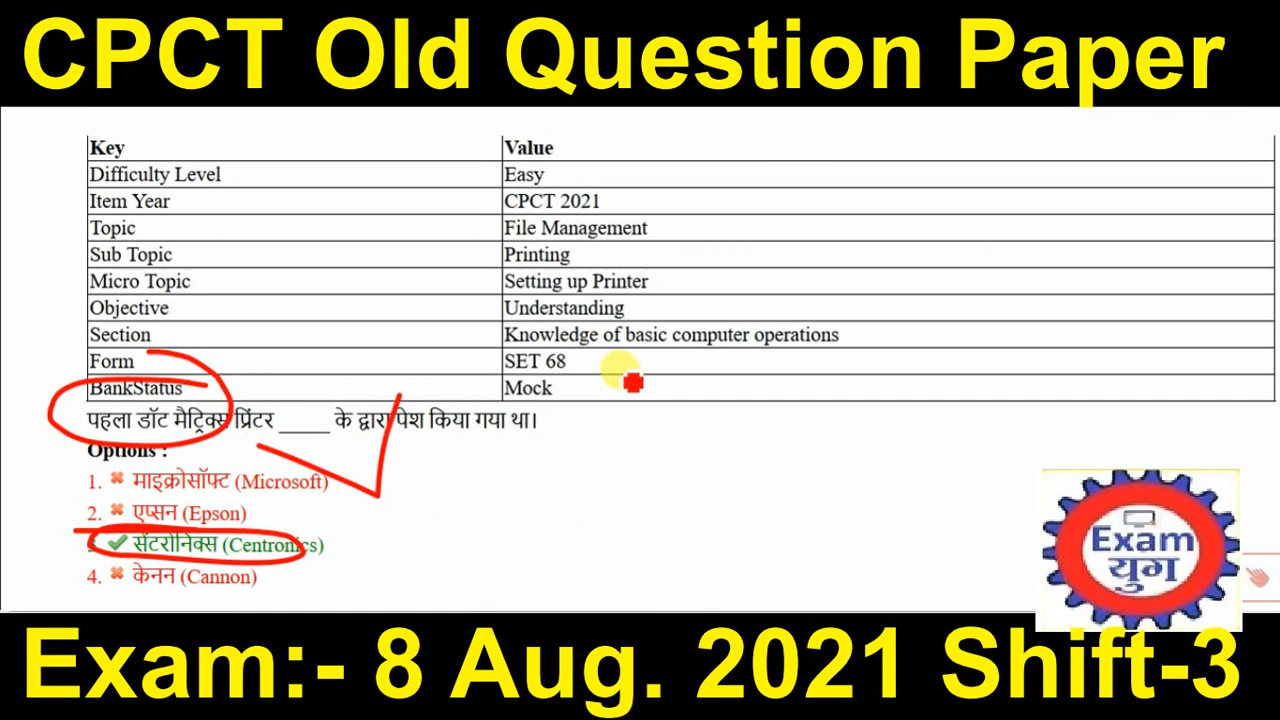 CPCT Old Question Paper
Key Value
Difficulty Level Easy
Item Year CPCT 2021
Topic File Management
Sub Topic Printing
Micro Topic Setting up Printer
Objective Understanding
Section Knowledge of basic computer operations
Form SET 68
BankStatus Mock
पहला डॉट मैट्रिक्स प्रिंटर _____ के द्वारा पेश किया गया था।
Options :
1. माइक्रोसॉफ्ट (Microsoft)
2. एप्सन (Epson)
3. सेंटरोनिक्स (Centronics)
4. केनन (Cannon)
Exam
युग
Exam:- 8 Aug. 2021 Shift-3